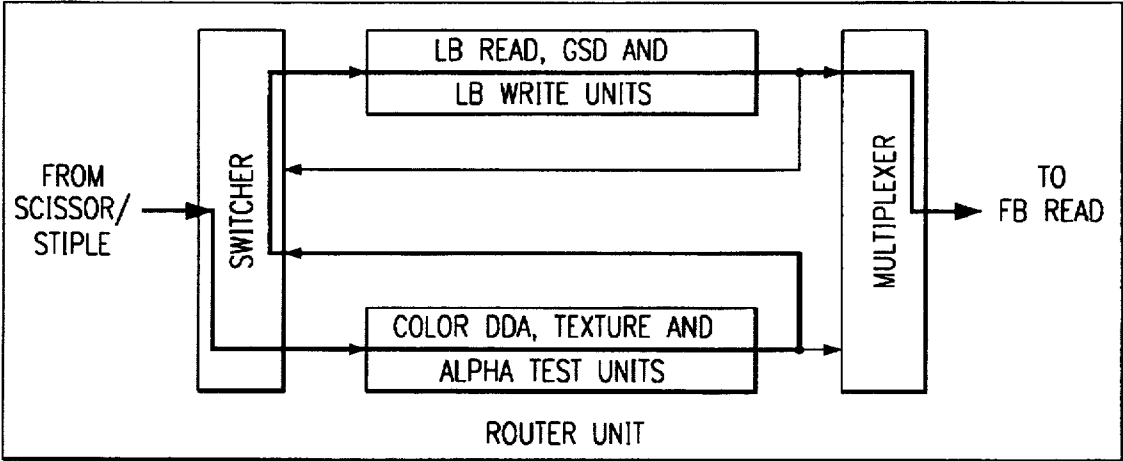 LB READ, GSD AND
LB WRITE UNITS
FROM
SCISSOR/
STIPLE
SWITCHER
MULTIPLEXER
TO
FB READ
COLOR DDA, TEXTURE AND
ALPHA TEST UNITS
ROUTER UNIT